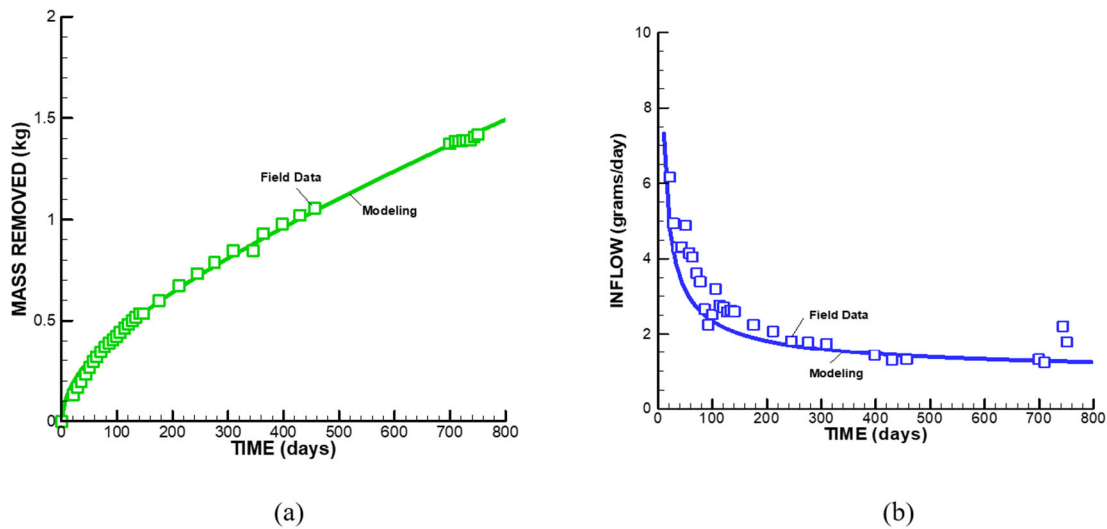 2
1.5
1
0.5
0
MASS REMOVED (kg)
Field Data
Modeling
0 100 200 300 400 500 600 700 800
TIME (days)
(a)
10
8
6
4
2
0
INFLOW (grams/day)
Field Data
Modeling
0 100 200 300 400 500 600 700 800
TIME (days)
(b)